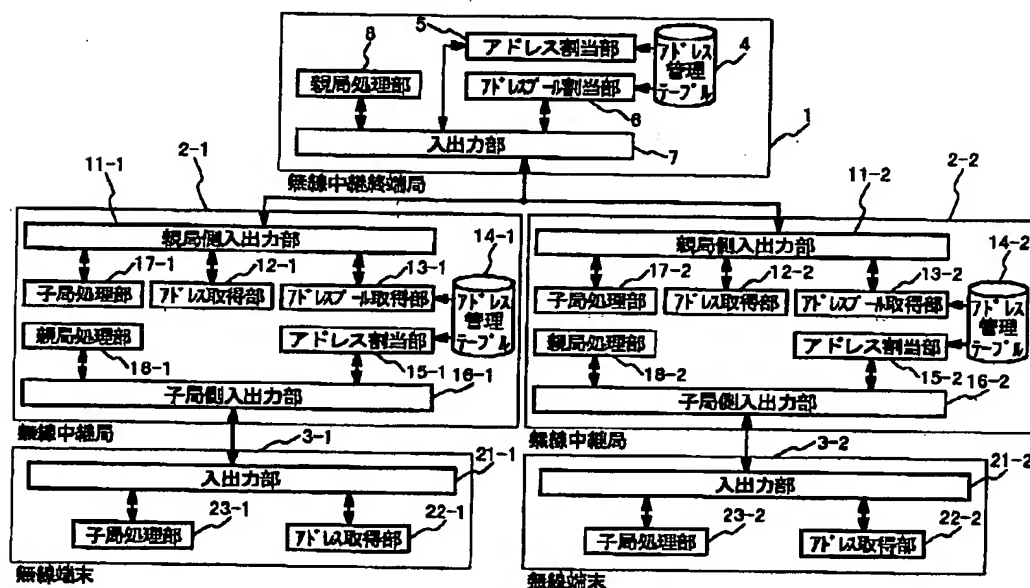 8
5
アドレス割当部
アドレス
管理
テーブル
4
親局処理部
アドレスプール割当部
6
1
入出力部
7
無線中継終端局
2-1
11-1
親局側入出力部
14-1
17-1
12-1
13-1
子局処理部
アドレス取得部
アドレスプール取得部
アドレス
管理
テーブル
親局処理部
アドレス割当部
18-1
15-1
16-1
子局側入出力部
無線中継局
3-1
21-1
入出力部
23-1
22-1
子局処理部
アドレス取得部
無線端末
2-2
11-2
親局側入出力部
14-2
17-2
12-2
13-2
子局処理部
アドレス取得部
アドレスプール取得部
アドレス
管理
テーブル
親局処理部
アドレス割当部
18-2
15-2
16-2
子局側入出力部
無線中継局
3-2
21-2
入出力部
23-2
22-2
子局処理部
アドレス取得部
無線端末